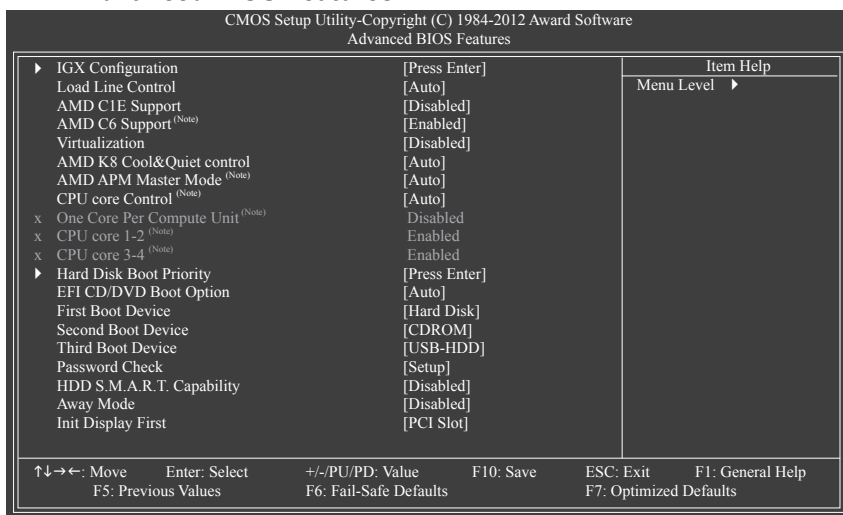 CMOS Setup Utility-Copyright (C) 1984-2012 Award Software
Advanced BIOS Features
IGX Configuration [Press Enter] Item Help
Load Line Control [Auto] Menu Level
AMD C1E Support [Disabled]
AMD C6 Support (Note) [Enabled]
Virtualization [Disabled]
AMD K8 Cool&Quiet control [Auto]
AMD APM Master Mode (Note) [Auto]
CPU core Control (Note) [Auto]
x One Core Per Compute Unit (Note) Disabled
x CPU core 1-2 (Note) Enabled
x CPU core 3-4 (Note) Enabled
Hard Disk Boot Priority [Press Enter]
EFI CD/DVD Boot Option [Auto]
First Boot Device [Hard Disk]
Second Boot Device [CDROM]
Third Boot Device [USB-HDD]
Password Check [Setup]
HDD S.M.A.R.T. Capability [Disabled]
Away Mode [Disabled]
Init Display First [PCI Slot]
↑↓→←: Move Enter: Select +/-/PU/PD: Value F10: Save ESC: Exit F1: General Help
F5: Previous Values F6: Fail-Safe Defaults F7: Optimized Defaults